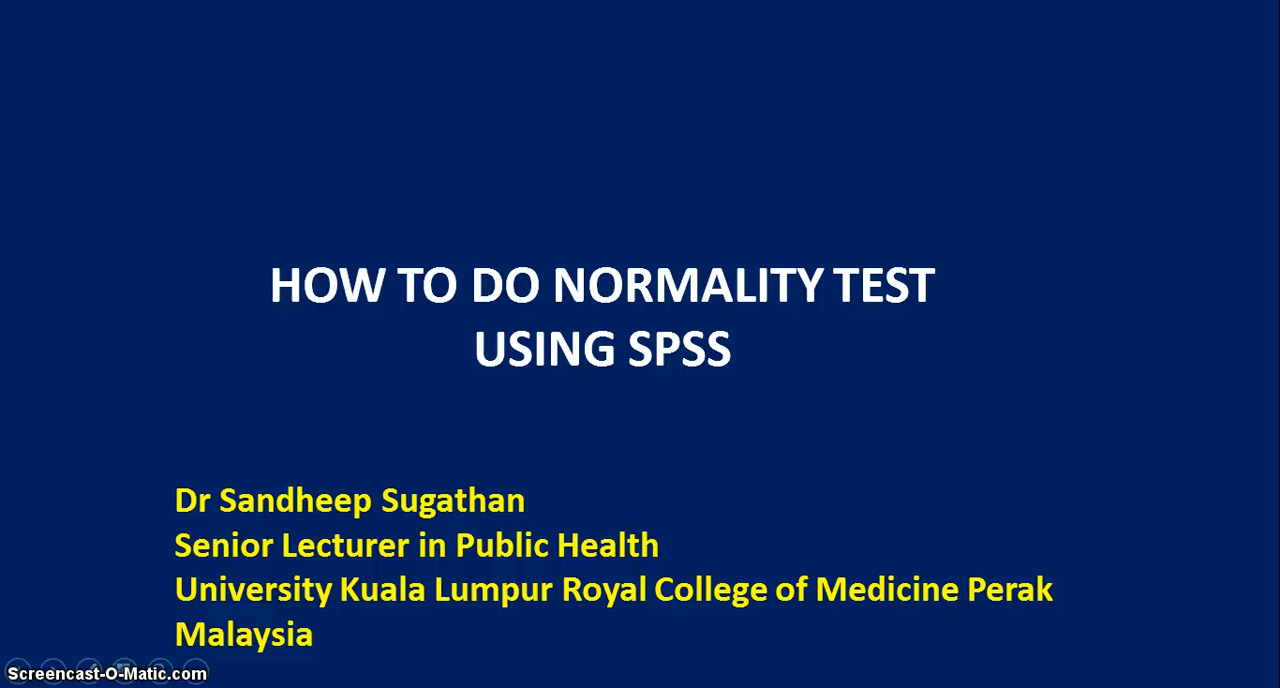 HOW TO DO NORMALITY TEST
USING SPSS
Dr Sandheep Sugathan
Senior Lecturer in Public Health
University Kuala Lumpur Royal College of Medicine Perak
Malaysia
Screencast-O-Matic.com